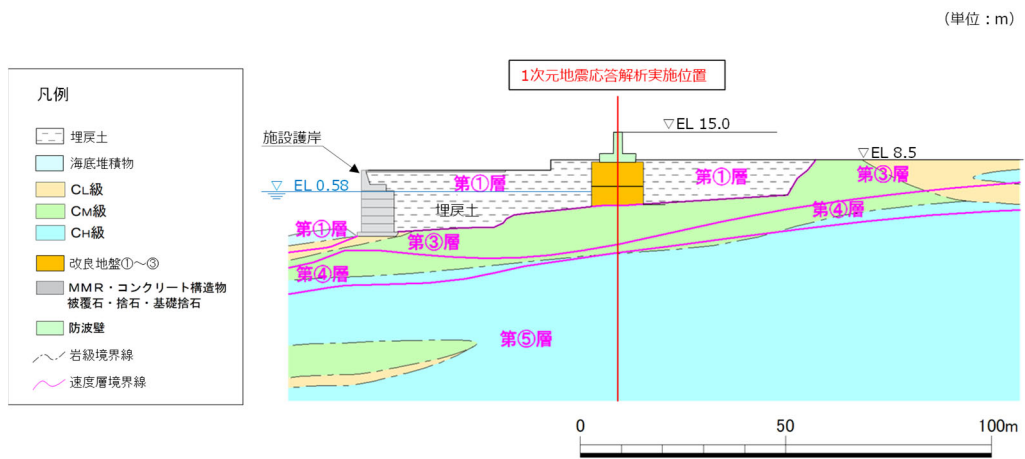 （単位：m）
1次元地震応答解析実施位置
凡例
埋戻土
海底堆積物
CL級
CM級
CH級
改良地盤①～③
MMR・コンクリート構造物
被覆石・捨石・基礎捨石
防波壁
岩級境界線
速度層境界線
施設護岸
▽EL 15.0
▽EL 8.5
▽ EL 0.58
第①層
第①層
第③層
埋戻土
第①層
第③層
第④層
第④層
第⑤層
0 50 100m